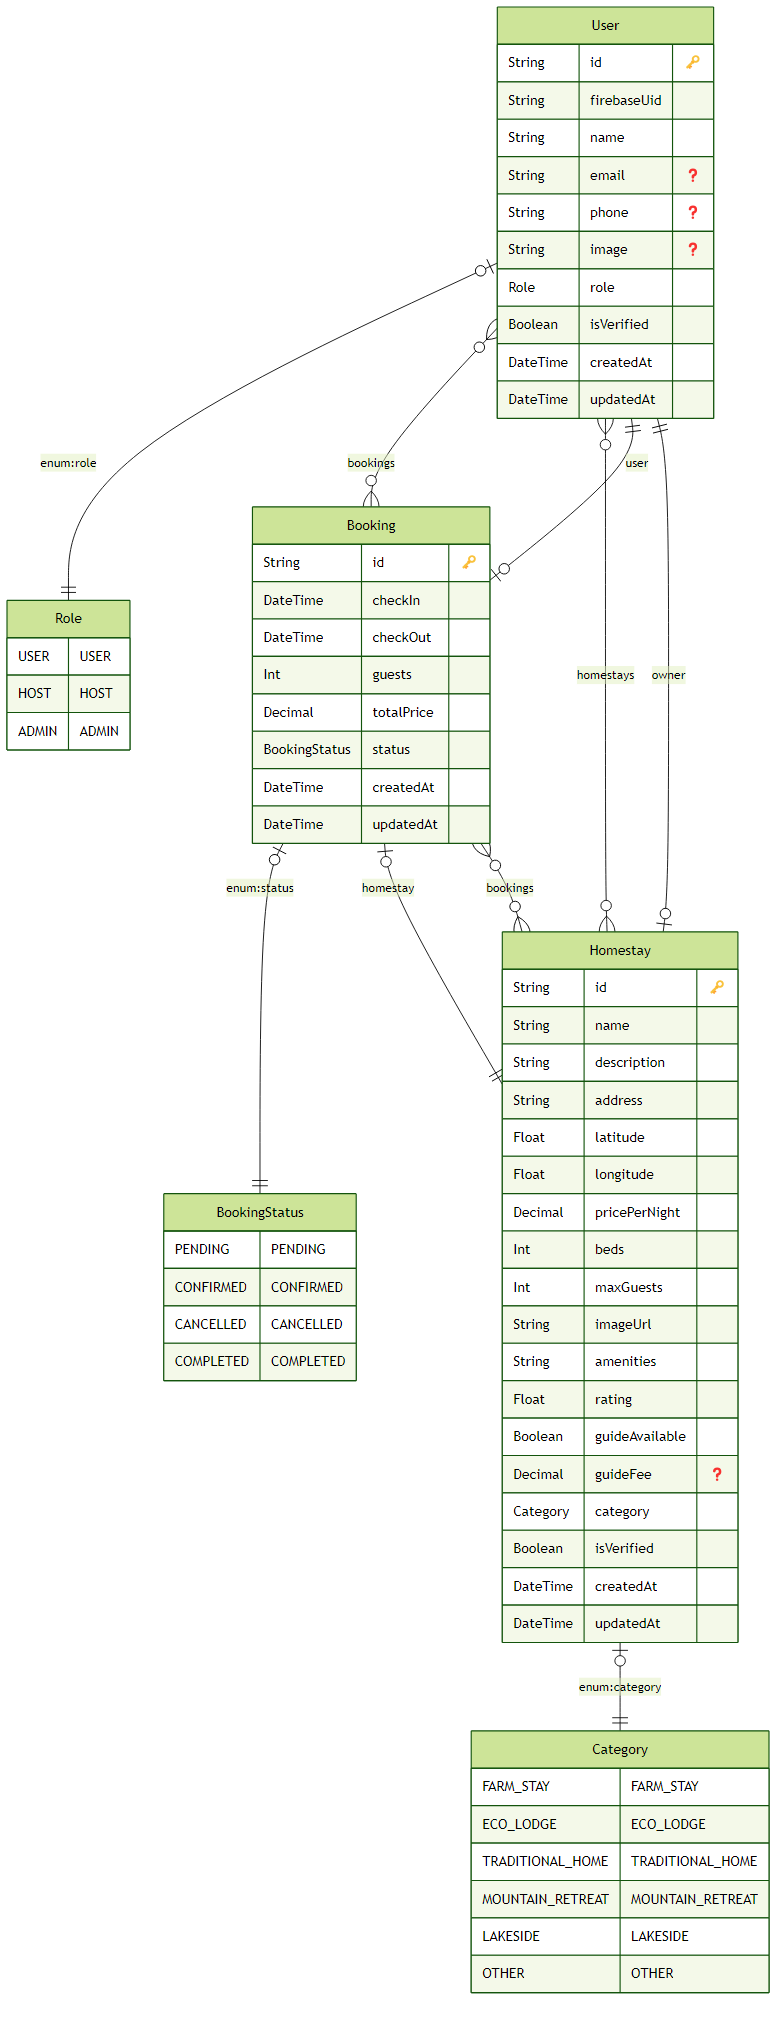 User
String id 🔑
String firebaseUid
String name
String email ❓
String phone ❓
String image ❓
Role role
Boolean isVerified
DateTime createdAt
DateTime updatedAt
enum:role
bookings
user
Booking
String id 🔑
DateTime checkIn
DateTime checkOut
Int guests
Decimal totalPrice
BookingStatus status
DateTime createdAt
DateTime updatedAt
Role
USER USER
HOST HOST
ADMIN ADMIN
homestays
owner
enum:status
homestay
bookings
Homestay
String id 🔑
String name
String description
String address
Float latitude
Float longitude
Decimal pricePerNight
Int beds
Int maxGuests
String imageUrl
String amenities
Float rating
Boolean guideAvailable
Decimal guideFee ❓
Category category
Boolean isVerified
DateTime createdAt
DateTime updatedAt
BookingStatus
PENDING PENDING
CONFIRMED CONFIRMED
CANCELLED CANCELLED
COMPLETED COMPLETED
enum:category
Category
FARM_STAY FARM_STAY
ECO_LODGE ECO_LODGE
TRADITIONAL_HOME TRADITIONAL_HOME
MOUNTAIN_RETREAT MOUNTAIN_RETREAT
LAKESIDE LAKESIDE
OTHER OTHER